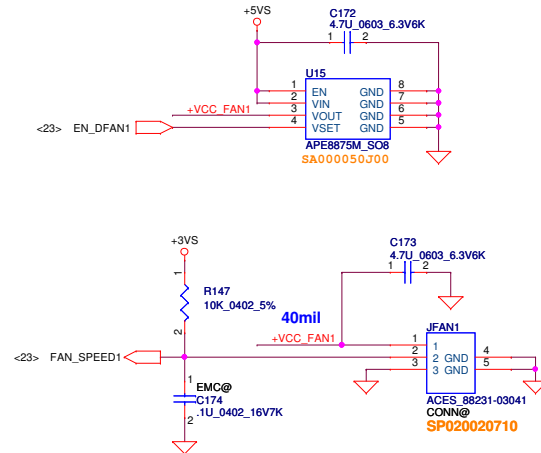 +5VS
C172
4.7U_0603_6.3V6K
1 2
U15
1 EN GND 8
2 VIN GND 7
+VCC_FAN1 3 VOUT GND 6
<23> EN_DFAN1 4 VSET GND 5
APE8875M_SO8
SA000050J00
+3VS
C173
4.7U_0603_6.3V6K
1 2
1
R147
10K_0402_5%
2
40mil
JFAN1
+VCC_FAN1 1 1
<23> FAN_SPEED1 2 2 GND 4
3 3 GND 5
1
EMC@
C174
.1U_0402_16V7K
2
ACES_88231-03041
CONN@
SP020020710